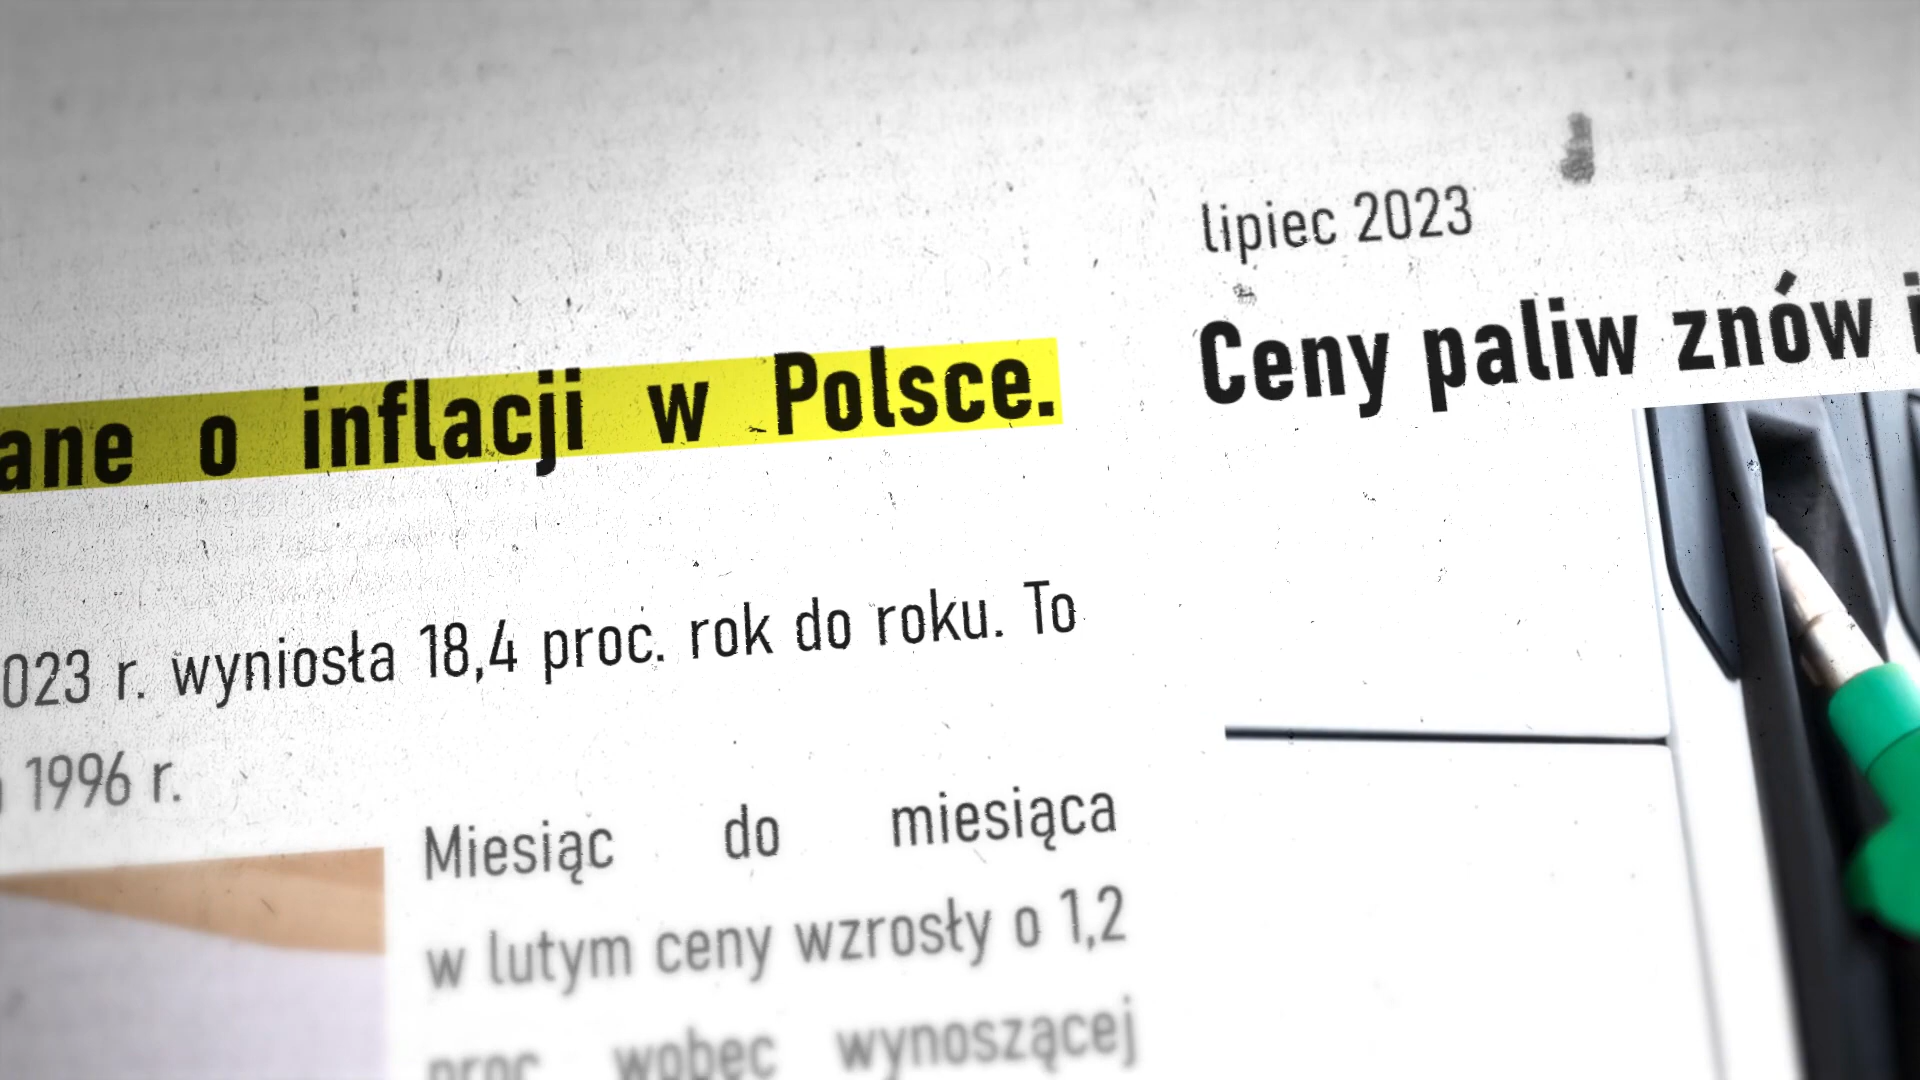 ane o inflacji w Polsce.
023 r. wyniosła 18,4 proc. rok do roku. To
1996 r.
Miesiąc do miesiąca
w lutym ceny wzrosły o 1,2
proc wobec wynoszącej
lipiec 2023
Ceny paliw znów i